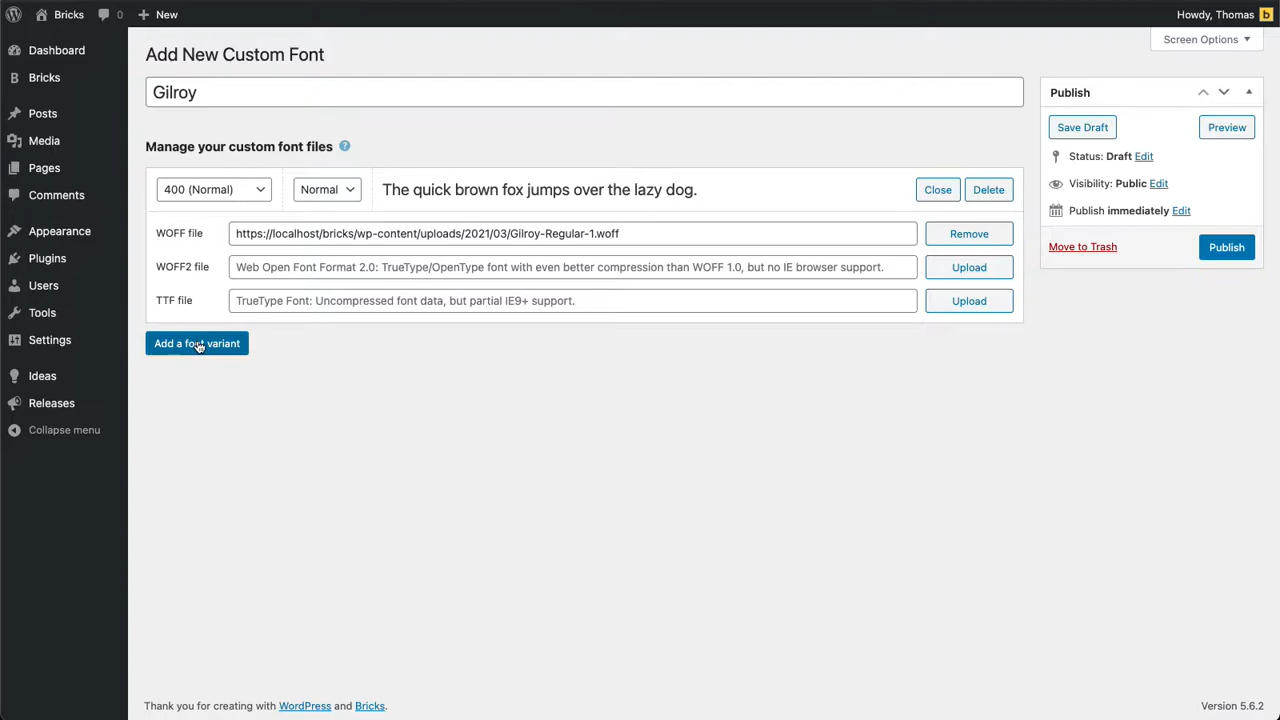 Bricks 0 New Howdy, Thomas b
Dashboard
B Bricks
Posts
Media
Pages
Comments
Appearance
Plugins
Users
Tools
Settings
Ideas
Releases
Collapse menu
Screen Options
Add New Custom Font
Gilroy
Manage your custom font files ?
400 (Normal) Normal The quick brown fox jumps over the lazy dog. Close Delete
WOFF file https://localhost/bricks/wp-content/uploads/2021/03/Gilroy-Regular-1.woff Remove
WOFF2 file Web Open Font Format 2.0: TrueType/OpenType font with even better compression than WOFF 1.0, but no IE browser support. Upload
TTF file TrueType Font: Uncompressed font data, but partial IE9+ support. Upload
Add a font variant
Publish
Save Draft Preview
Status: Draft Edit
Visibility: Public Edit
Publish immediately Edit
Move to Trash Publish
Thank you for creating with WordPress and Bricks. Version 5.6.2